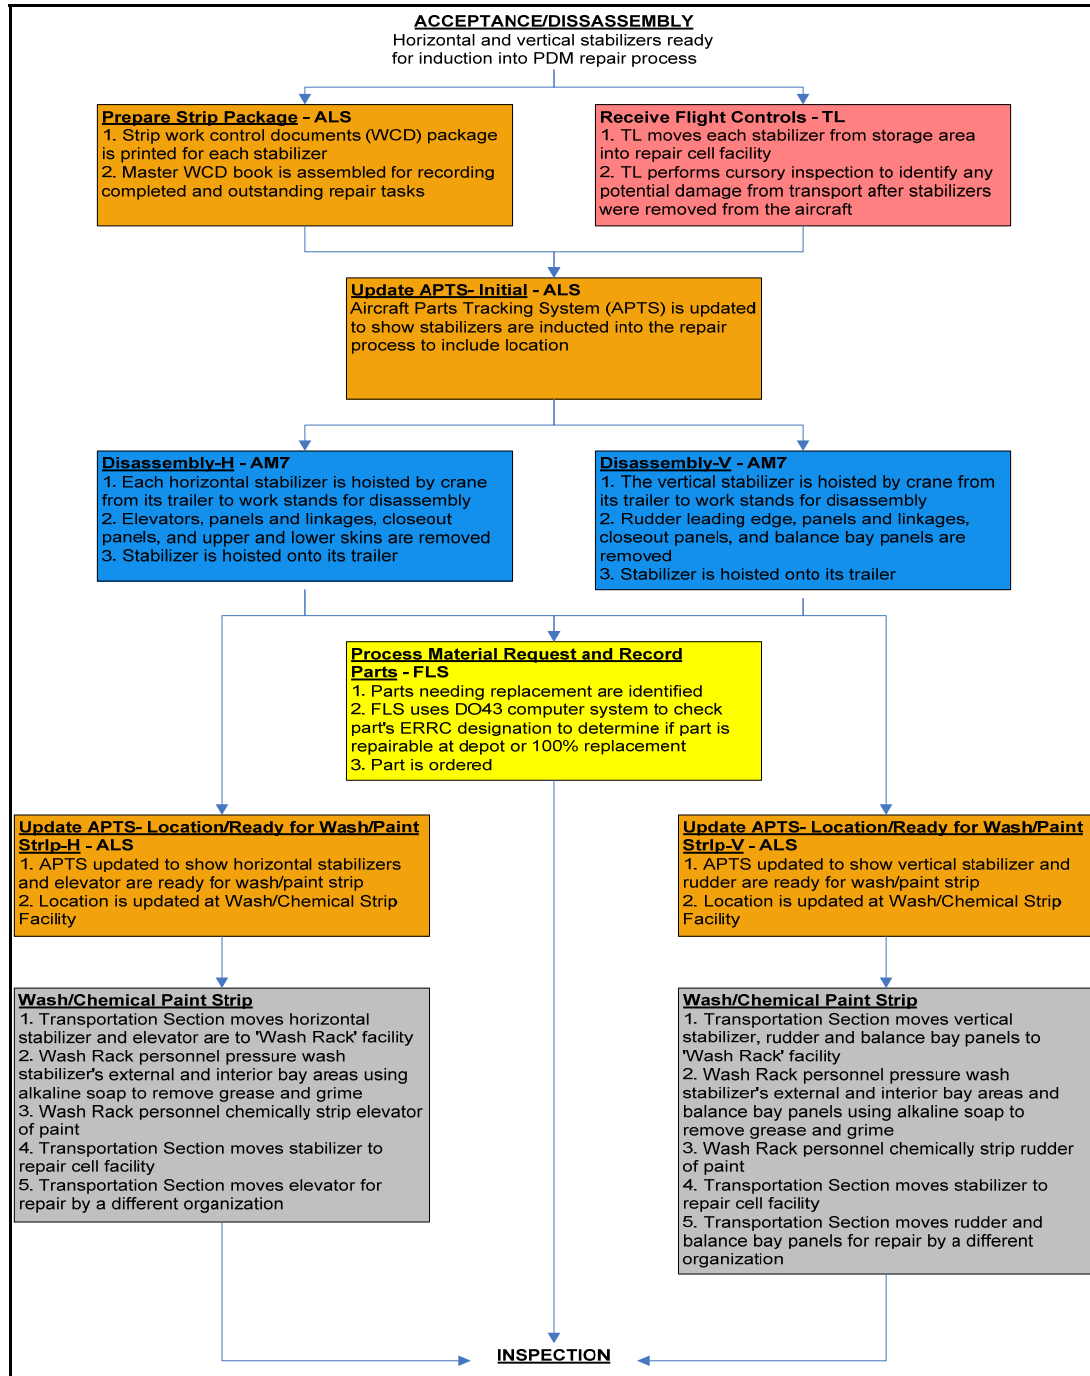 ACCEPTANCE/DISSASSEMBLY
Horizontal and vertical stabilizers ready
for induction into PDM repair process
Prepare Strip Package - ALS
1. Strip work control documents (WCD) package
is printed for each stabilizer
2. Master WCD book is assembled for recording
completed and outstanding repair tasks
Receive Flight Controls - TL
1. TL moves each stabilizer from storage area
into repair cell facility
2. TL performs cursory inspection to identify any
potential damage from transport after stabilizers
were removed from the aircraft
Update APTS- Initial - ALS
Aircraft Parts Tracking System (APTS) is updated
to show stabilizers are inducted into the repair
process to include location
Disassembly-H - AM7
1. Each horizontal stabilizer is hoisted by crane
from its trailer to work stands for disassembly
2. Elevators, panels and linkages, closeout
panels, and upper and lower skins are removed
3. Stabilizer is hoisted onto its trailer
Disassembly-V - AM7
1. The vertical stabilizer is hoisted by crane from
its trailer to work stands for disassembly
2. Rudder leading edge, panels and linkages,
closeout panels, and balance bay panels are
removed
3. Stabilizer is hoisted onto its trailer
Process Material Request and Record
Parts - FLS
1. Parts needing replacement are identified
2. FLS uses DO43 computer system to check
part's ERRC designation to determine if part is
repairable at depot or 100% replacement
3. Part is ordered
Update APTS- Location/Ready for Wash/Paint
Strip-H - ALS
1. APTS updated to show horizontal stabilizers
and elevator are ready for wash/paint strip
2. Location is updated at Wash/Chemical Strip
Facility
Update APTS- Location/Ready for Wash/Paint
Strip-V - ALS
1. APTS updated to show vertical stabilizer and
rudder are ready for wash/paint strip
2. Location is updated at Wash/Chemical Strip
Facility
Wash/Chemical Paint Strip
1. Transportation Section moves horizontal
stabilizer and elevator are to 'Wash Rack' facility
2. Wash Rack personnel pressure wash
stabilizer's external and interior bay areas using
alkaline soap to remove grease and grime
3. Wash Rack personnel chemically strip elevator
of paint
4. Transportation Section moves stabilizer to
repair cell facility
5. Transportation Section moves elevator for
repair by a different organization
Wash/Chemical Paint Strip
1. Transportation Section moves vertical
stabilizer, rudder and balance bay panels to
'Wash Rack' facility
2. Wash Rack personnel pressure wash
stabilizer's external and interior bay areas and
balance bay panels using alkaline soap to
remove grease and grime
3. Wash Rack personnel chemically strip rudder
of paint
4. Transportation Section moves stabilizer to
repair cell facility
5. Transportation Section moves rudder and
balance bay panels for repair by a different
organization
INSPECTION